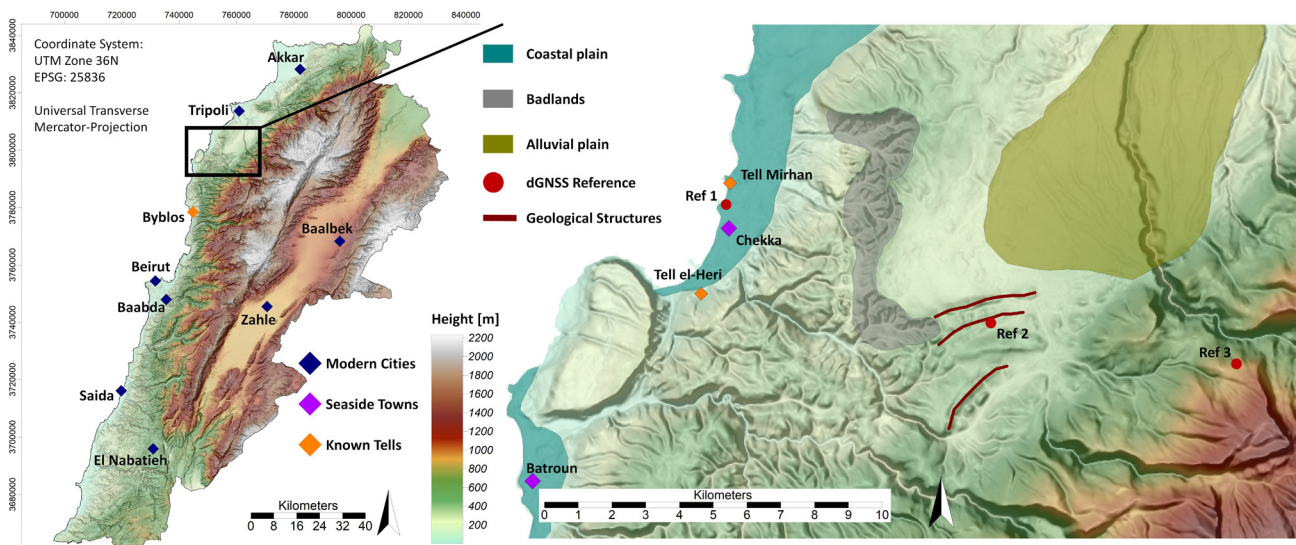 700000 720000 740000 760000 780000 800000 820000 840000
3840000
3820000
3800000
3780000
3760000
3740000
3720000
3700000
3680000
Coordinate System:
UTM Zone 36N
EPSG: 25836
Universal Transverse
Mercator-Projection
Akkar
Tripoli
Byblos
Baalbek
Beirut
Baabda
Zahle
Saida
El Nabatieh
Modern Cities
Seaside Towns
Known Tells
Kilometers
0 8 16 24 32 40
Height [m]
2200
2000
1800
1600
1400
1200
1000
800
600
400
200
Coastal plain
Badlands
Alluvial plain
dGNSS Reference
Geological Structures
Tell Mirhan
Ref 1
Chekka
Tell el-Heri
Ref 2
Ref 3
Batroun
Kilometers
0 1 2 3 4 5 6 7 8 9 10